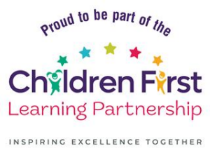 Proud to be part of the
Children First
Learning Partnership
INSPIRING EXCELLENCE TOGETHER